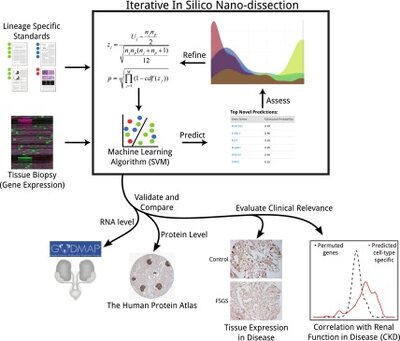 Iterative In Silico Nano-dissection
Lineage Specific
Standards
Refine
Assess
Top Novel Predictions:
Tissue Biopsy
(Gene Expression)
Machine Learning
Algorithm (SVM)
Predict
Validate and
Compare
RNA level
Protein Level
Evaluate Clinical Relevance
GUDMAP
The Human Protein Atlas
Control
FSGS
Tissue Expression
in Disease
• Permuted
genes
• Predicted
cell-type
specific
Correlation with Renal
Function in Disease (CKD)